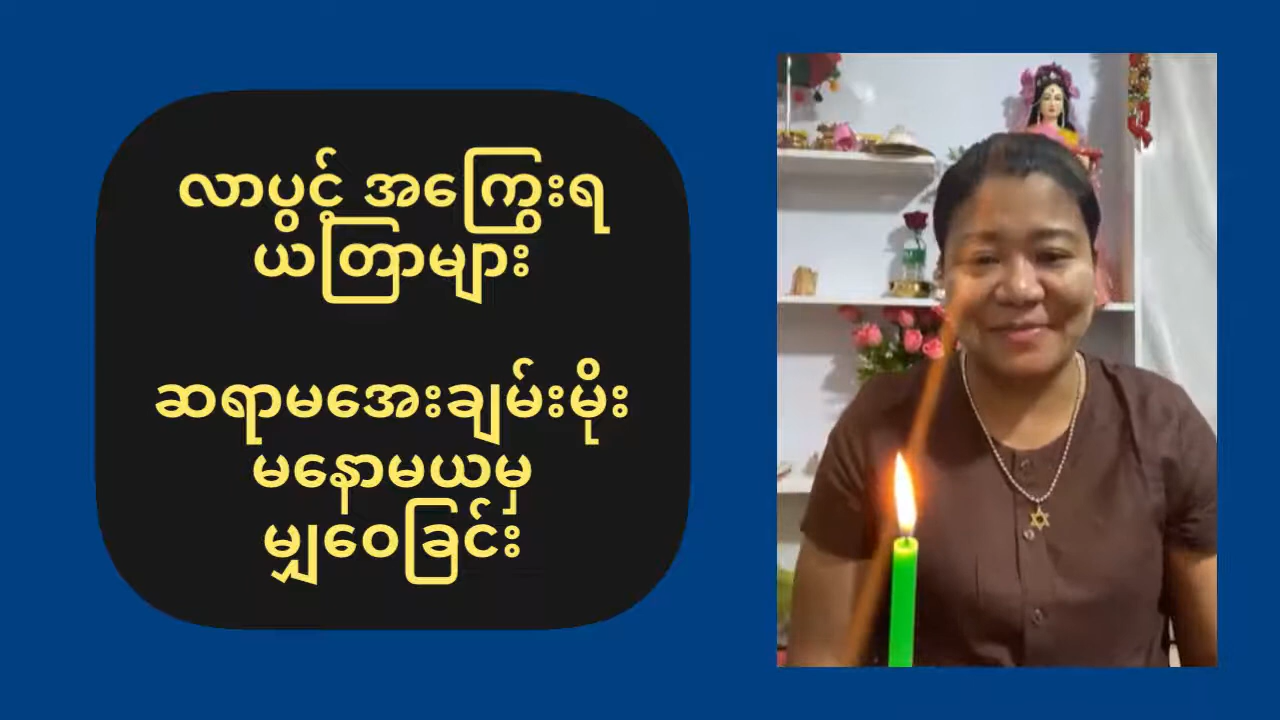 လာပွင့် အကြွေးရ
ယတြာများ
ဆရာမအေးချမ်းမိုး
မနောမယမှ
မျှဝေခြင်း